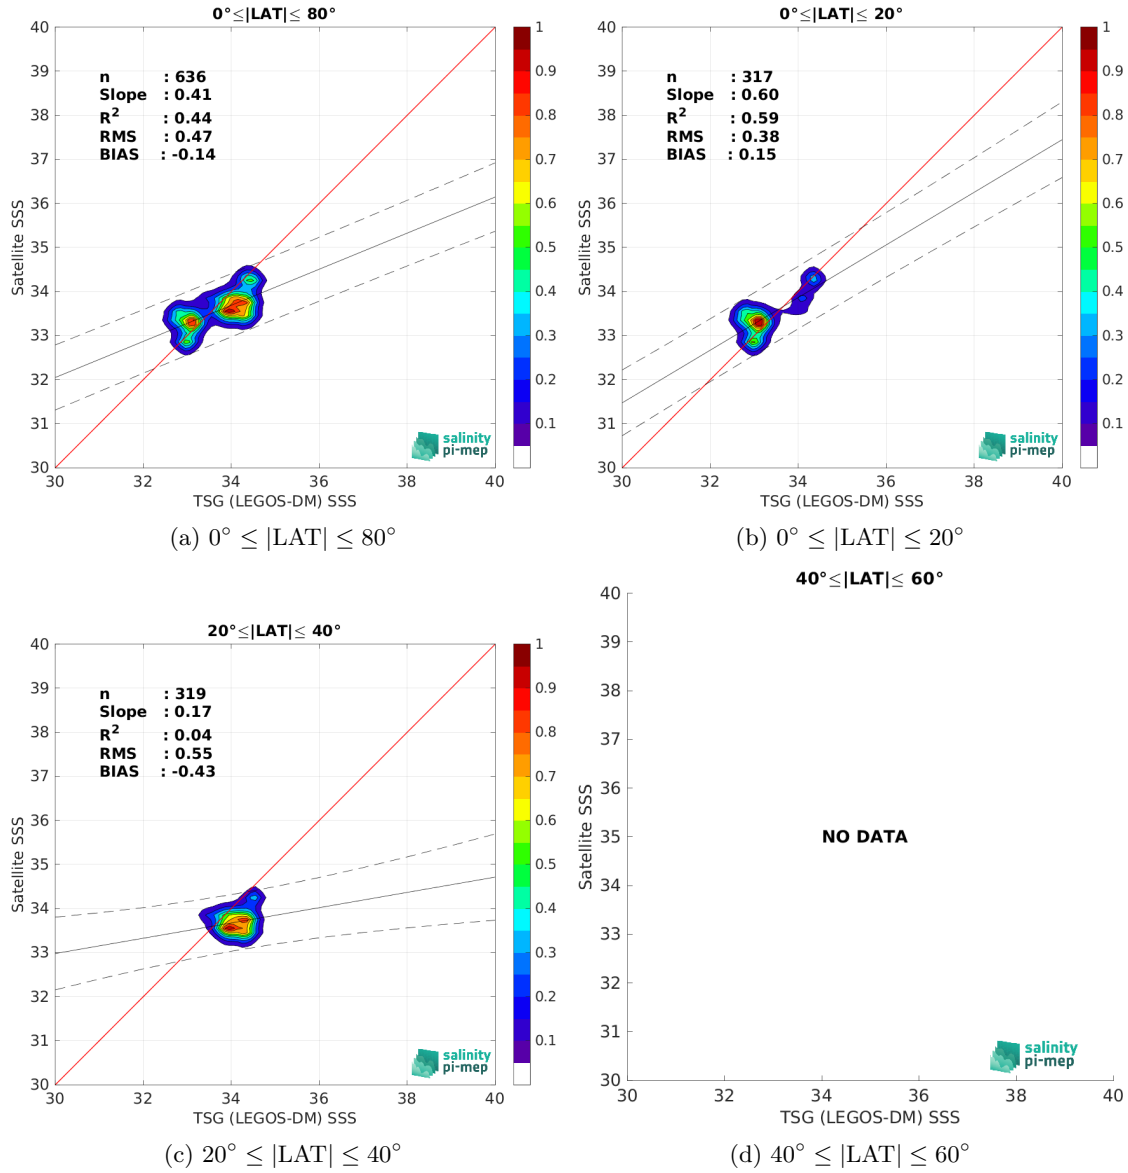 0°≤|LAT|≤ 80°
n : 636
Slope : 0.41
R² : 0.44
RMS : 0.47
BIAS : -0.14
40
39
38
37
36
35
34
33
32
31
30
30 32 34 36 38 40
Satellite SSS
TSG (LEGOS-DM) SSS
1
0.9
0.8
0.7
0.6
0.5
0.4
0.3
0.2
0.1
salinity
pi-mep
(a) 0° ≤ |LAT| ≤ 80°
0°≤|LAT|≤ 20°
n : 317
Slope : 0.60
R² : 0.59
RMS : 0.38
BIAS : 0.15
40
39
38
37
36
35
34
33
32
31
30
30 32 34 36 38 40
Satellite SSS
TSG (LEGOS-DM) SSS
1
0.9
0.8
0.7
0.6
0.5
0.4
0.3
0.2
0.1
salinity
pi-mep
(b) 0° ≤ |LAT| ≤ 20°
20°≤|LAT|≤ 40°
n : 319
Slope : 0.17
R² : 0.04
RMS : 0.55
BIAS : -0.43
40
39
38
37
36
35
34
33
32
31
30
30 32 34 36 38 40
Satellite SSS
TSG (LEGOS-DM) SSS
1
0.9
0.8
0.7
0.6
0.5
0.4
0.3
0.2
0.1
salinity
pi-mep
(c) 20° ≤ |LAT| ≤ 40°
40°≤|LAT|≤ 60°
40
39
38
37
36
35
34
33
32
31
30
30 32 34 36 38 40
Satellite SSS
NO DATA
TSG (LEGOS-DM) SSS
salinity
pi-mep
(d) 40° ≤ |LAT| ≤ 60°